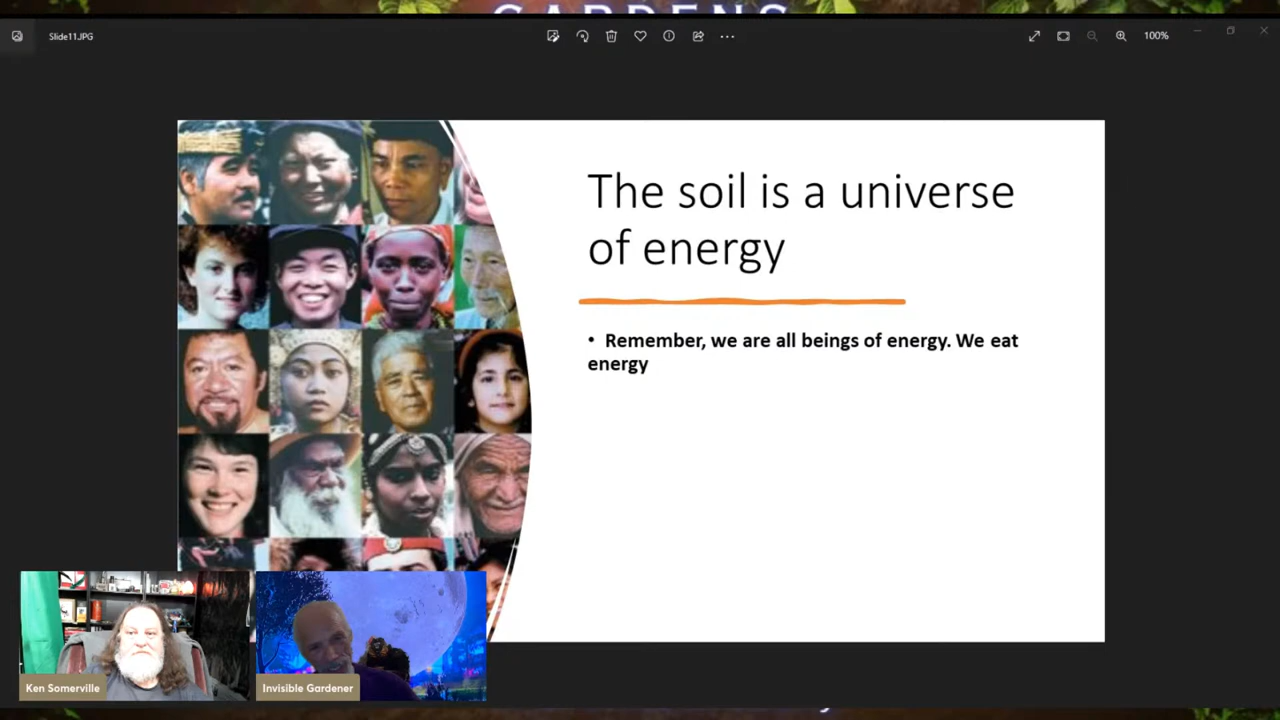 GARDENS
Slide11.JPG
100%
The soil is a universe
of energy
• Remember, we are all beings of energy. We eat
energy
Ken Somerville
Invisible Gardener